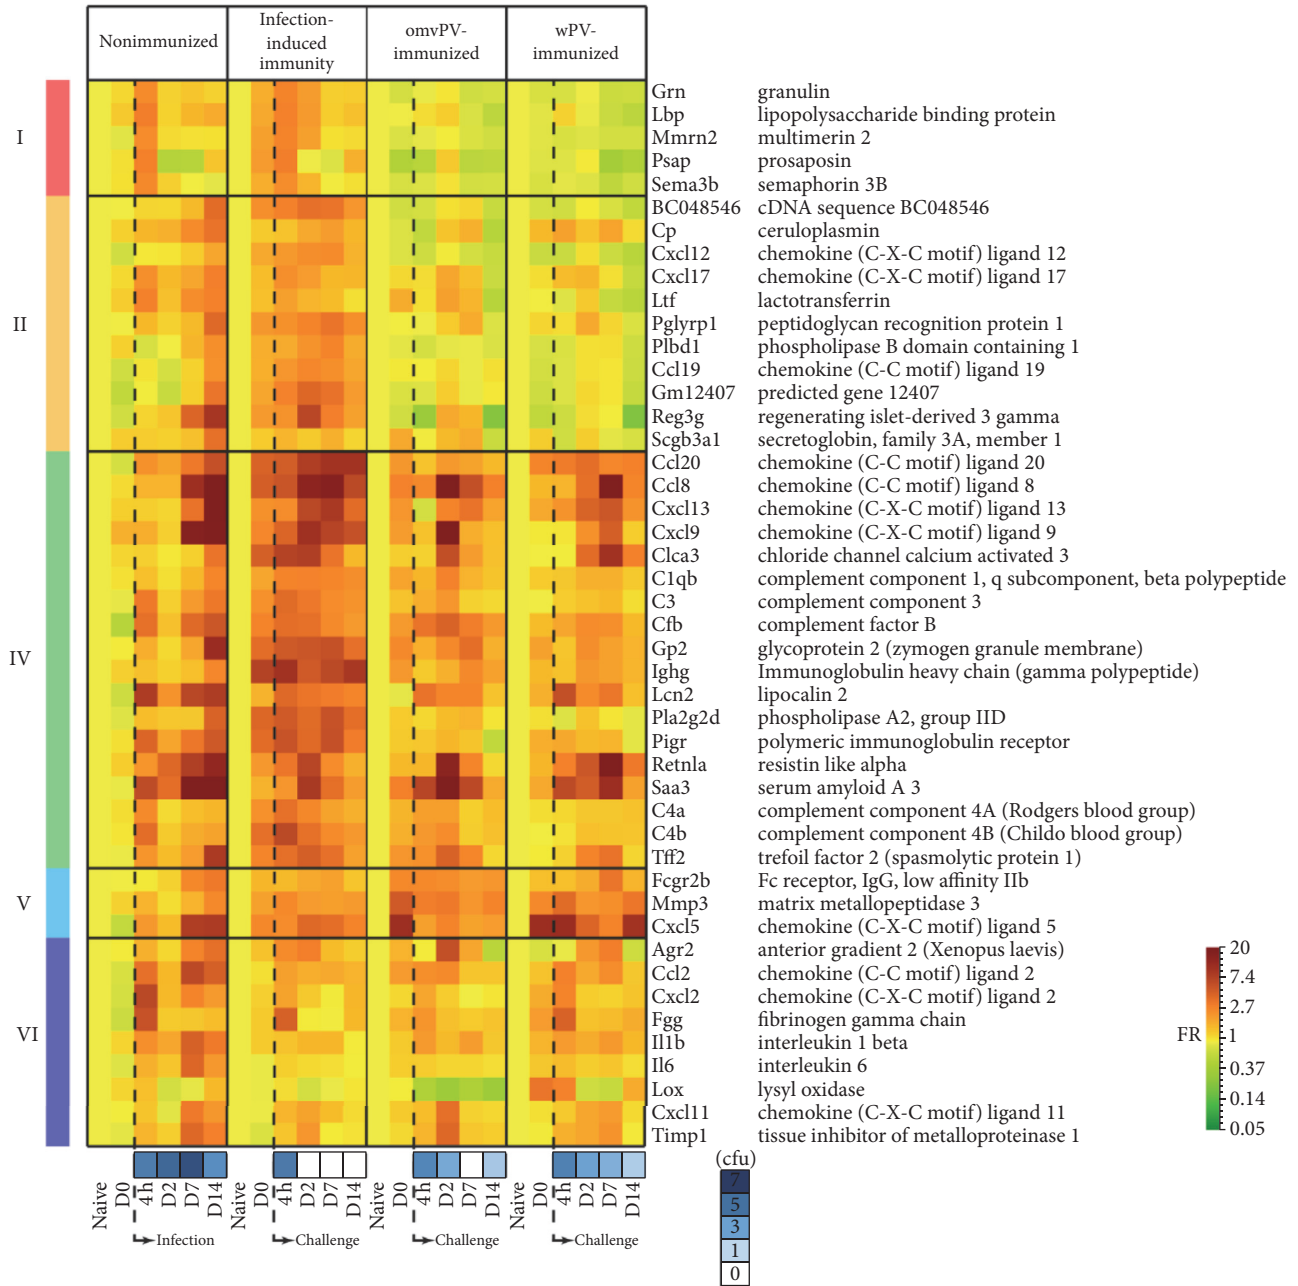 Nonimmunized
Infection-
induced
immunity
omvPV-
immunized
wPV-
immunized
I
II
IV
V
VI
Grn granulin
Lbp lipopolysaccharide binding protein
Mmrn2 multimerin 2
Psap prosaposin
Sema3b semaphorin 3B
BC048546 cDNA sequence BC048546
Cp ceruloplasmin
Cxcl12 chemokine (C-X-C motif) ligand 12
Cxcl17 chemokine (C-X-C motif) ligand 17
Ltf lactotransferrin
Pglyrp1 peptidoglycan recognition protein 1
Plbd1 phospholipase B domain containing 1
Ccl19 chemokine (C-C motif) ligand 19
Gm12407 predicted gene 12407
Reg3g regenerating islet-derived 3 gamma
Scgb3a1 secretoglobin, family 3A, member 1
Ccl20 chemokine (C-C motif) ligand 20
Ccl8 chemokine (C-C motif) ligand 8
Cxcl13 chemokine (C-X-C motif) ligand 13
Cxcl9 chemokine (C-X-C motif) ligand 9
Clca3 chloride channel calcium activated 3
C1qb complement component 1, q subcomponent, beta polypeptide
C3 complement component 3
Cfb complement factor B
Gp2 glycoprotein 2 (zymogen granule membrane)
Ighg Immunoglobulin heavy chain (gamma polypeptide)
Lcn2 lipocalin 2
Pla2g2d phospholipase A2, group IID
Pigr polymeric immunoglobulin receptor
Retnla resistin like alpha
Saa3 serum amyloid A 3
C4a complement component 4A (Rodgers blood group)
C4b complement component 4B (Childo blood group)
Tff2 trefoil factor 2 (spasmolytic protein 1)
Fcgr2b Fc receptor, IgG, low affinity IIb
Mmp3 matrix metallopeptidase 3
Cxcl5 chemokine (C-X-C motif) ligand 5
Agr2 anterior gradient 2 (Xenopus laevis)
Ccl2 chemokine (C-C motif) ligand 2
Cxcl2 chemokine (C-X-C motif) ligand 2
Fgg fibrinogen gamma chain
Il1b interleukin 1 beta
Il6 interleukin 6
Lox lysyl oxidase
Cxcl11 chemokine (C-X-C motif) ligand 11
Timp1 tissue inhibitor of metalloproteinase 1
FR
20
7.4
2.7
1
0.37
0.14
0.05
Naive D0 4h D2 D7 D14 Naive D0 4h D2 D7 D14 Naive D0 4h D2 D7 D14 Naive D0 4h D2 D7 D14
Infection Challenge Challenge Challenge
(cfu)
7
5
3
1
0